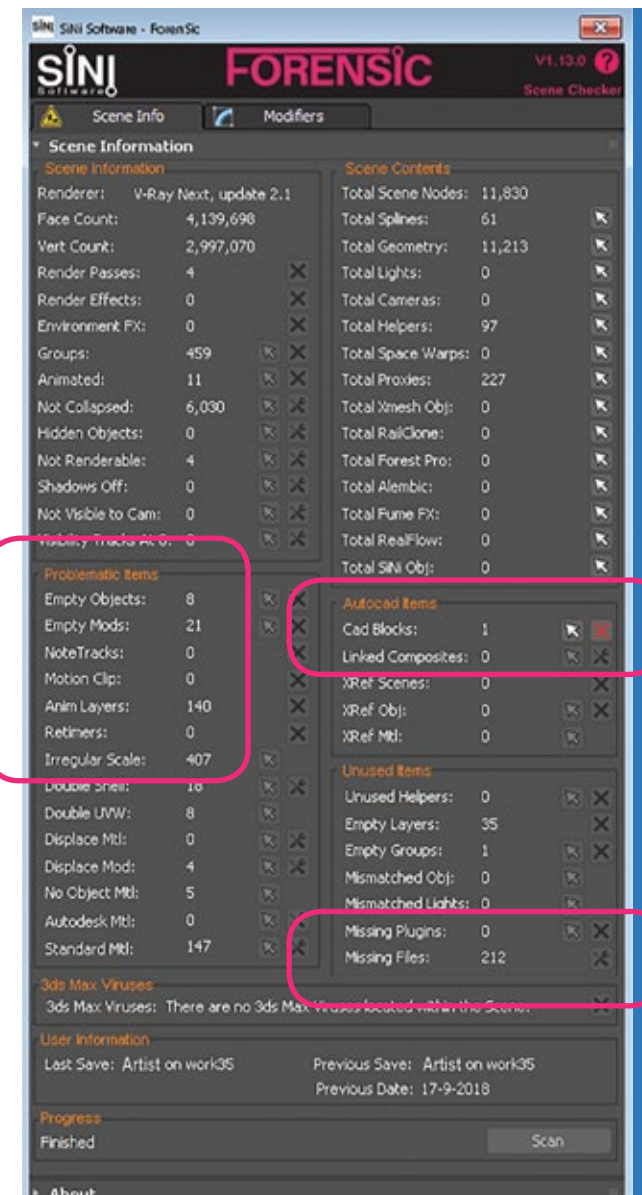 SiNi SiNi Software - ForenSic
SiNi Software
FORENSiC
V1.13.0 ?
Scene Checker
Scene Info
Modifiers
Scene Information
Scene Information
Renderer: V-Ray Next, update 2.1
Face Count: 4,139,698
Vert Count: 2,997,070
Render Passes: 4
Render Effects: 0
Environment FX: 0
Groups: 459
Animated: 11
Not Collapsed: 6,030
Hidden Objects: 0
Not Renderable: 4
Shadows Off: 0
Not Visible to Cam: 0
Visibility Tracks At 0: 0
Problematic Items
Empty Objects: 8
Empty Mods: 21
NoteTracks: 0
Motion Clip: 0
Anim Layers: 140
Retimers: 0
Irregular Scale: 407
Double Shell: 18
Double UVW: 8
Displace Mtl: 0
Displace Mod: 4
No Object Mtl: 5
Autodesk Mtl: 0
Standard Mtl: 147
Scene Contents
Total Scene Nodes: 11,830
Total Splines: 61
Total Geometry: 11,213
Total Lights: 0
Total Cameras: 0
Total Helpers: 97
Total Space Warps: 0
Total Proxies: 227
Total Xmesh Obj: 0
Total RailClone: 0
Total Forest Pro: 0
Total Alembic: 0
Total Fume FX: 0
Total RealFlow: 0
Total SiNi Obj: 0
Autocad Items
Cad Blocks: 1
Linked Composites: 0
XRef Scenes: 0
XRef Obj: 0
XRef Mtl: 0
Unused Items
Unused Helpers: 0
Empty Layers: 35
Empty Groups: 1
Mismatched Obj: 0
Mismatched Lights: 0
Missing Plugins: 0
Missing Files: 212
3ds Max Viruses
3ds Max Viruses: There are no 3ds Max Viruses located within the Scene.
User Information
Last Save: Artist on work35
Previous Save: Artist on work35
Previous Date: 17-9-2018
Progress
Finished
Scan
About